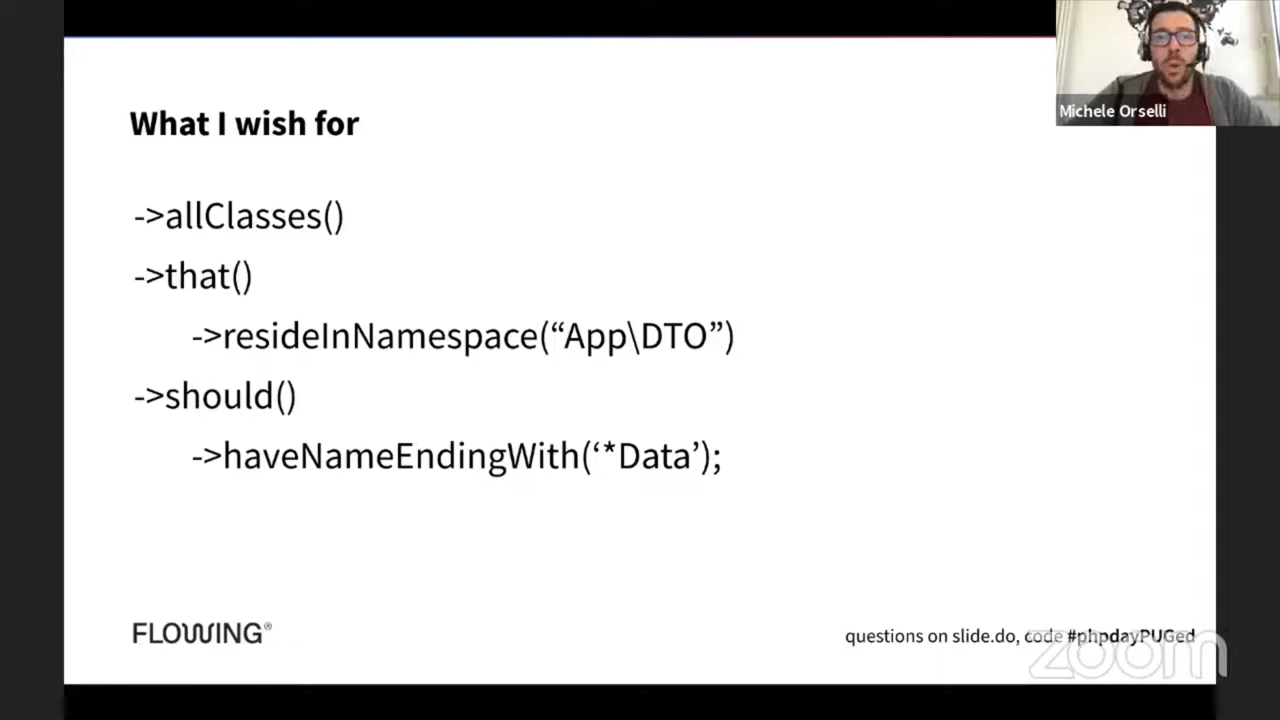 Michele Orselli
What I wish for
->allClasses()
->that()
->resideInNamespace(“App\DTO”)
->should()
->haveNameEndingWith(‘*Data’);
FLOWING®
questions on slide.do, code #phpdayPUGed
zoom